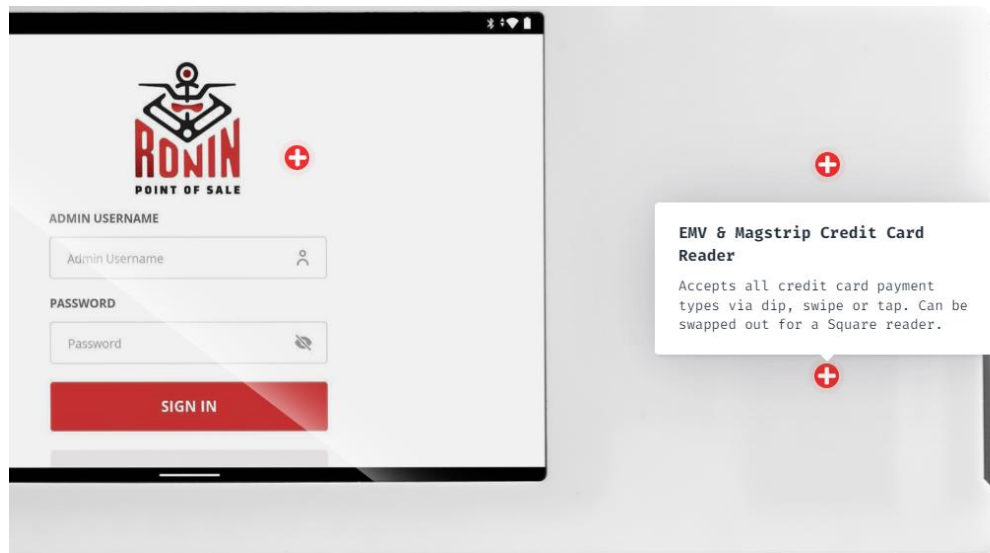 RONIN
POINT OF SALE
ADMIN USERNAME
Admin Username
PASSWORD
Password
SIGN IN
EMV & Magstrip Credit Card
Reader
Accepts all credit card payment
types via dip, swipe or tap. Can be
swapped out for a Square reader.